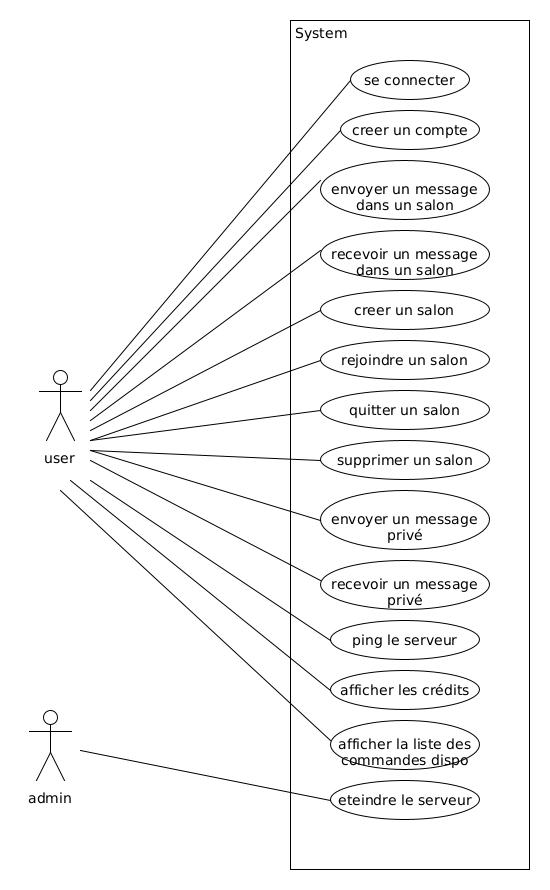 System
se connecter
creer un compte
envoyer un message
dans un salon
recevoir un message
dans un salon
creer un salon
rejoindre un salon
quitter un salon
supprimer un salon
user
envoyer un message
privé
recevoir un message
privé
ping le serveur
afficher les crédits
afficher la liste des
commandes dispo
admin
eteindre le serveur